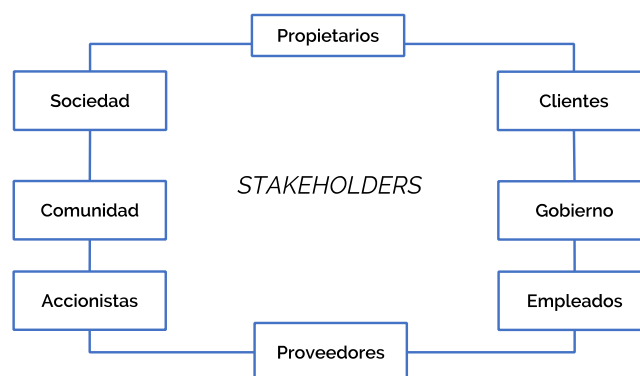 Propietarios
Sociedad
Clientes
STAKEHOLDERS
Comunidad
Gobierno
Accionistas
Empleados
Proveedores